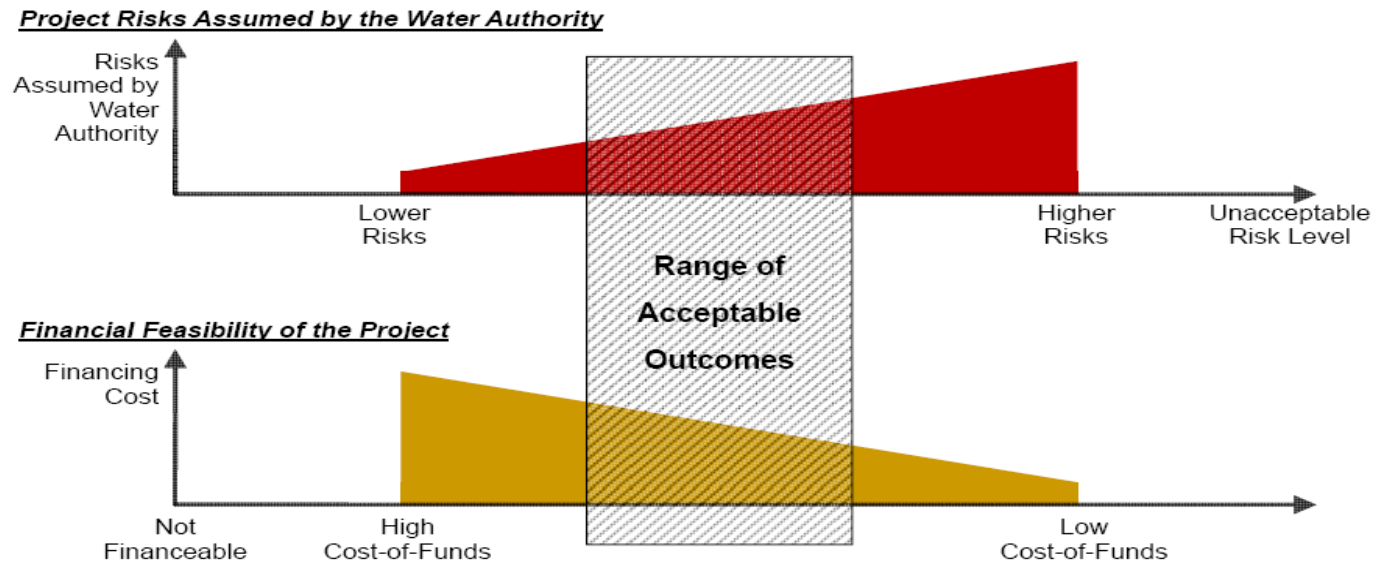 Project Risks Assumed by the Water Authority
Risks
Assumed by
Water
Authority
Lower
Risks
Higher
Risks
Unacceptable
Risk Level
Range of
Acceptable
Outcomes
Financial Feasibility of the Project
Financing
Cost
Not
Financeable
High
Cost-of-Funds
Low
Cost-of-Funds